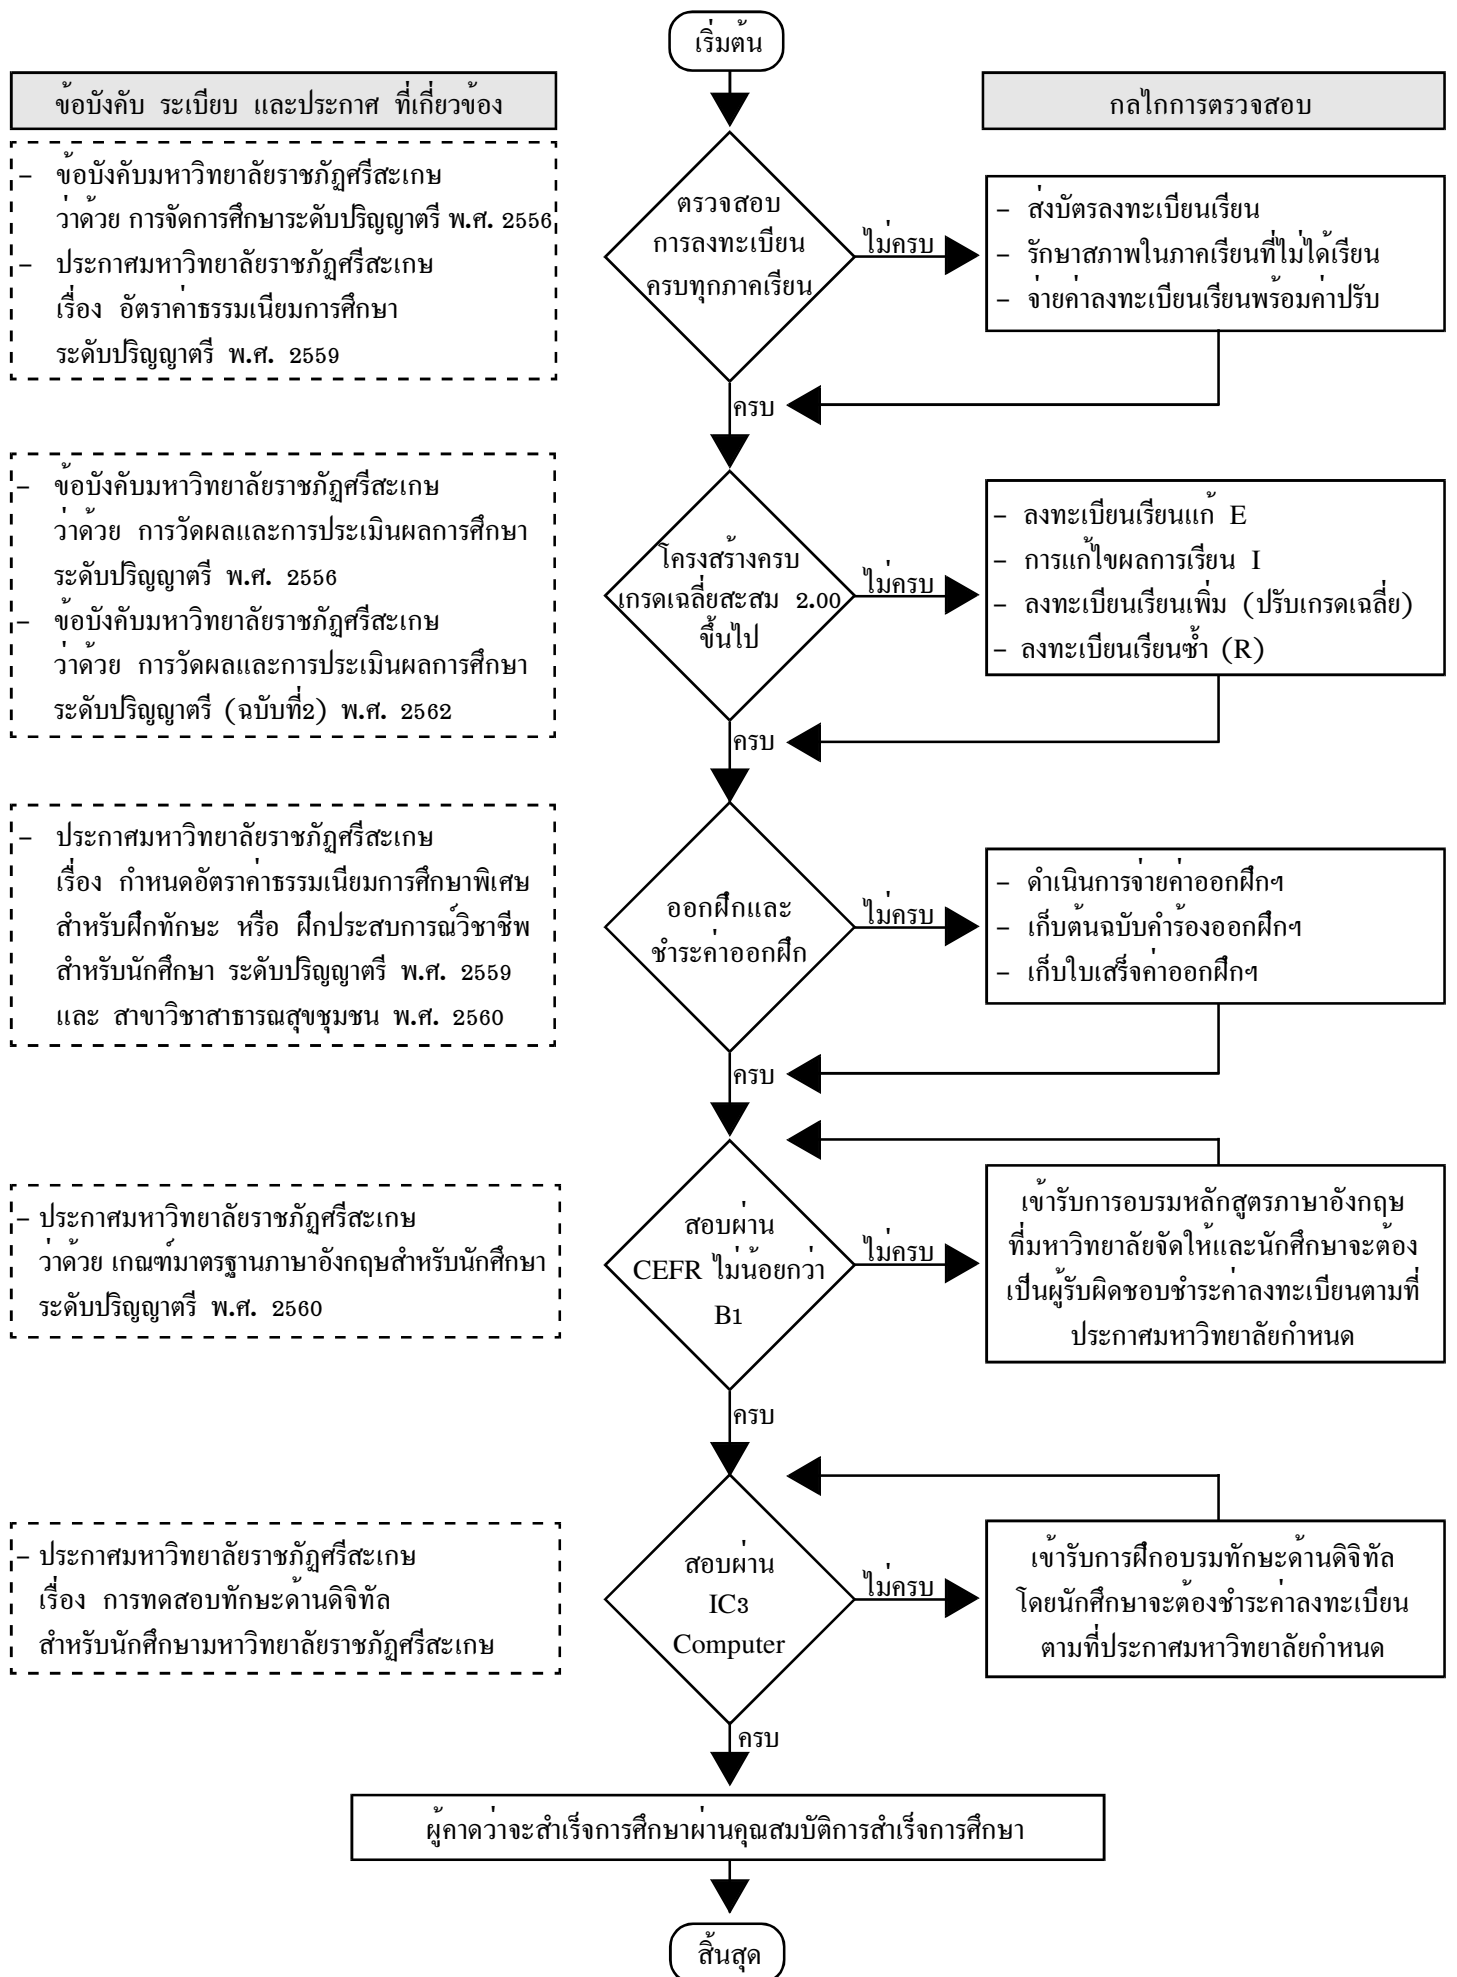 เริ่มต้น
ข้อบังคับ ระเบียบ และประกาศ ที่เกี่ยวข้อง
กลไกการตรวจสอบ
- ข้อบังคับมหาวิทยาลัยราชภัฏศรีสะเกษ
ว่าด้วย การจัดการศึกษาระดับปริญญาตรี พ.ศ. 2556
- ประกาศมหาวิทยาลัยราชภัฏศรีสะเกษ
เรื่อง อัตราค่าธรรมเนียมการศึกษา
ระดับปริญญาตรี พ.ศ. 2559
ตรวจสอบ
การลงทะเบียน
ครบทุกภาคเรียน
ไม่ครบ
- ส่งบัตรลงทะเบียนเรียน
- รักษาสภาพในภาคเรียนที่ไม่ได้เรียน
- จ่ายค่าลงทะเบียนเรียนพร้อมค่าปรับ
ครบ
- ข้อบังคับมหาวิทยาลัยราชภัฏศรีสะเกษ
ว่าด้วย การวัดผลและการประเมินผลการศึกษา
ระดับปริญญาตรี พ.ศ. 2556
- ข้อบังคับมหาวิทยาลัยราชภัฏศรีสะเกษ
ว่าด้วย การวัดผลและการประเมินผลการศึกษา
ระดับปริญญาตรี (ฉบับที่2) พ.ศ. 2562
โครงสร้างครบ
เกรดเฉลี่ยสะสม 2.00
ขึ้นไป
ไม่ครบ
- ลงทะเบียนเรียนแก้ E
- การแก้ไขผลการเรียน I
- ลงทะเบียนเรียนเพิ่ม (ปรับเกรดเฉลี่ย)
- ลงทะเบียนเรียนซ้ำ (R)
ครบ
- ประกาศมหาวิทยาลัยราชภัฏศรีสะเกษ
เรื่อง กำหนดอัตราค่าธรรมเนียมการศึกษาพิเศษ
สำหรับฝึกทักษะ หรือ ฝึกประสบการณ์วิชาชีพ
สำหรับนักศึกษา ระดับปริญญาตรี พ.ศ. 2559
และ สาขาวิชาสาธารณสุขชุมชน พ.ศ. 2560
ออกฝึกและ
ชำระค่าออกฝึก
ไม่ครบ
- ดำเนินการจ่ายค่าออกฝึกฯ
- เก็บต้นฉบับคำร้องออกฝึกฯ
- เก็บใบเสร็จค่าออกฝึกฯ
ครบ
- ประกาศมหาวิทยาลัยราชภัฏศรีสะเกษ
ว่าด้วย เกณฑ์มาตรฐานภาษาอังกฤษสำหรับนักศึกษา
ระดับปริญญาตรี พ.ศ. 2560
สอบผ่าน
CEFR ไม่น้อยกว่า
B1
ไม่ครบ
เข้ารับการอบรมหลักสูตรภาษาอังกฤษ
ที่มหาวิทยาลัยจัดให้และนักศึกษาจะต้อง
เป็นผู้รับผิดชอบชำระค่าลงทะเบียนตามที่
ประกาศมหาวิทยาลัยกำหนด
ครบ
- ประกาศมหาวิทยาลัยราชภัฏศรีสะเกษ
เรื่อง การทดสอบทักษะด้านดิจิทัล
สำหรับนักศึกษามหาวิทยาลัยราชภัฏศรีสะเกษ
สอบผ่าน
IC3
Computer
ไม่ครบ
เข้ารับการฝึกอบรมทักษะด้านดิจิทัล
โดยนักศึกษาจะต้องชำระค่าลงทะเบียน
ตามที่ประกาศมหาวิทยาลัยกำหนด
ครบ
ผู้คาดว่าจะสำเร็จการศึกษาผ่านคุณสมบัติการสำเร็จการศึกษา
สิ้นสุด